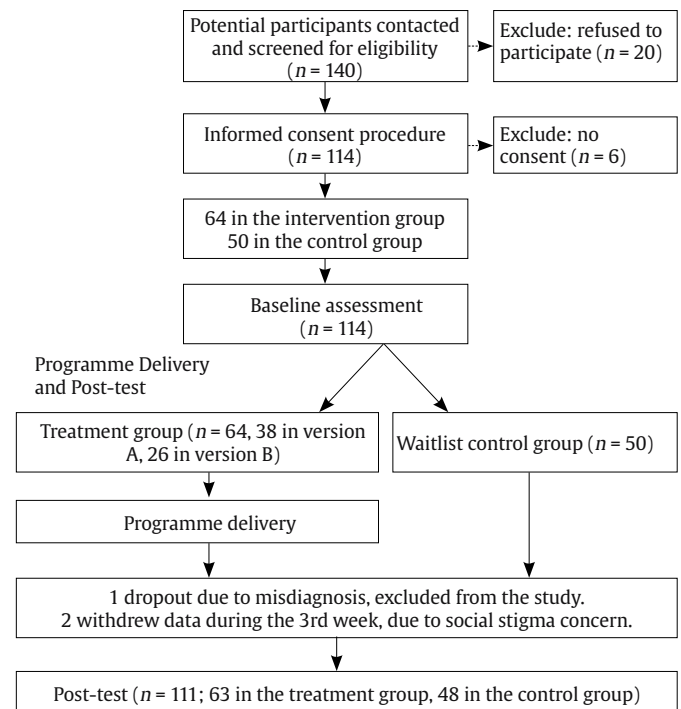 Potential participants contacted
and screened for eligibility
(n = 140)
Exclude: refused to
participate (n = 20)
Informed consent procedure
(n = 114)
Exclude: no
consent (n = 6)
64 in the intervention group
50 in the control group
Baseline assessment
(n = 114)
Programme Delivery
and Post-test
Treatment group (n = 64, 38 in version
A, 26 in version B)
Waitlist control group (n = 50)
Programme delivery
1 dropout due to misdiagnosis, excluded from the study.
2 withdrew data during the 3rd week, due to social stigma concern.
Post-test (n = 111; 63 in the treatment group, 48 in the control group)